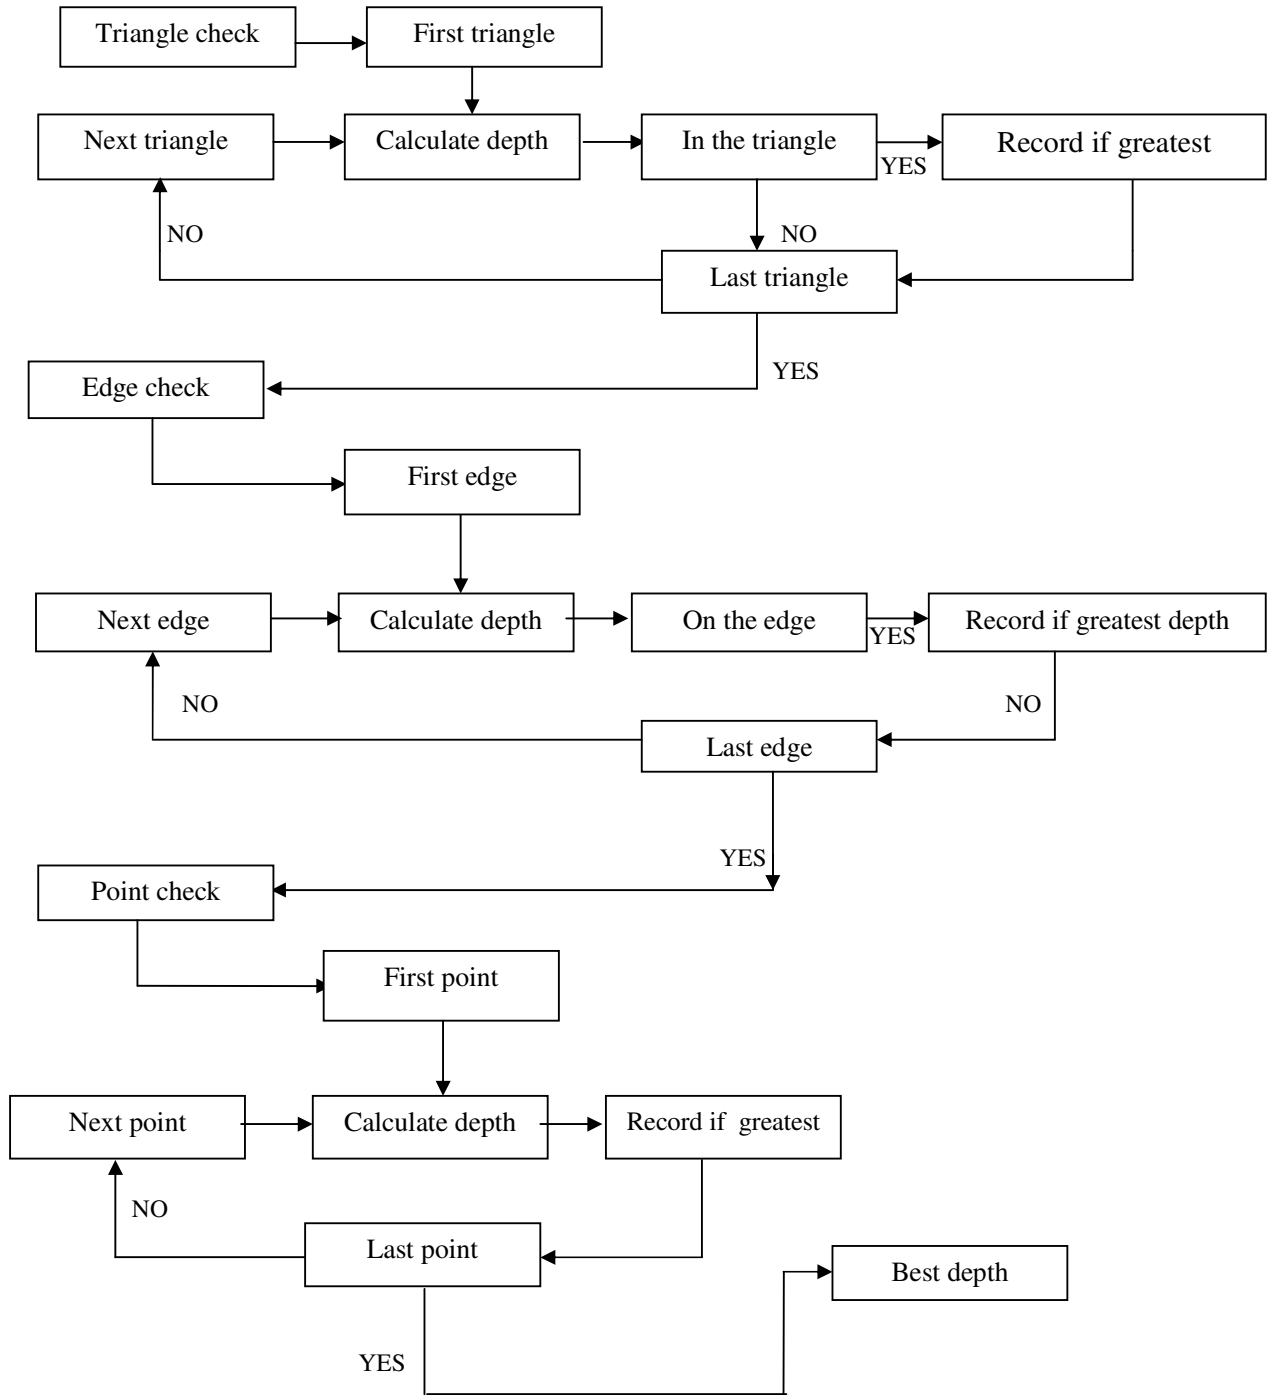 Triangle check
First triangle
Next triangle
Calculate depth
In the triangle
YES
Record if greatest
NO
NO
Last triangle
YES
Edge check
First edge
Next edge
Calculate depth
On the edge
YES
Record if greatest depth
NO
NO
Last edge
YES
Point check
First point
Next point
Calculate depth
Record if greatest
NO
Last point
Best depth
YES